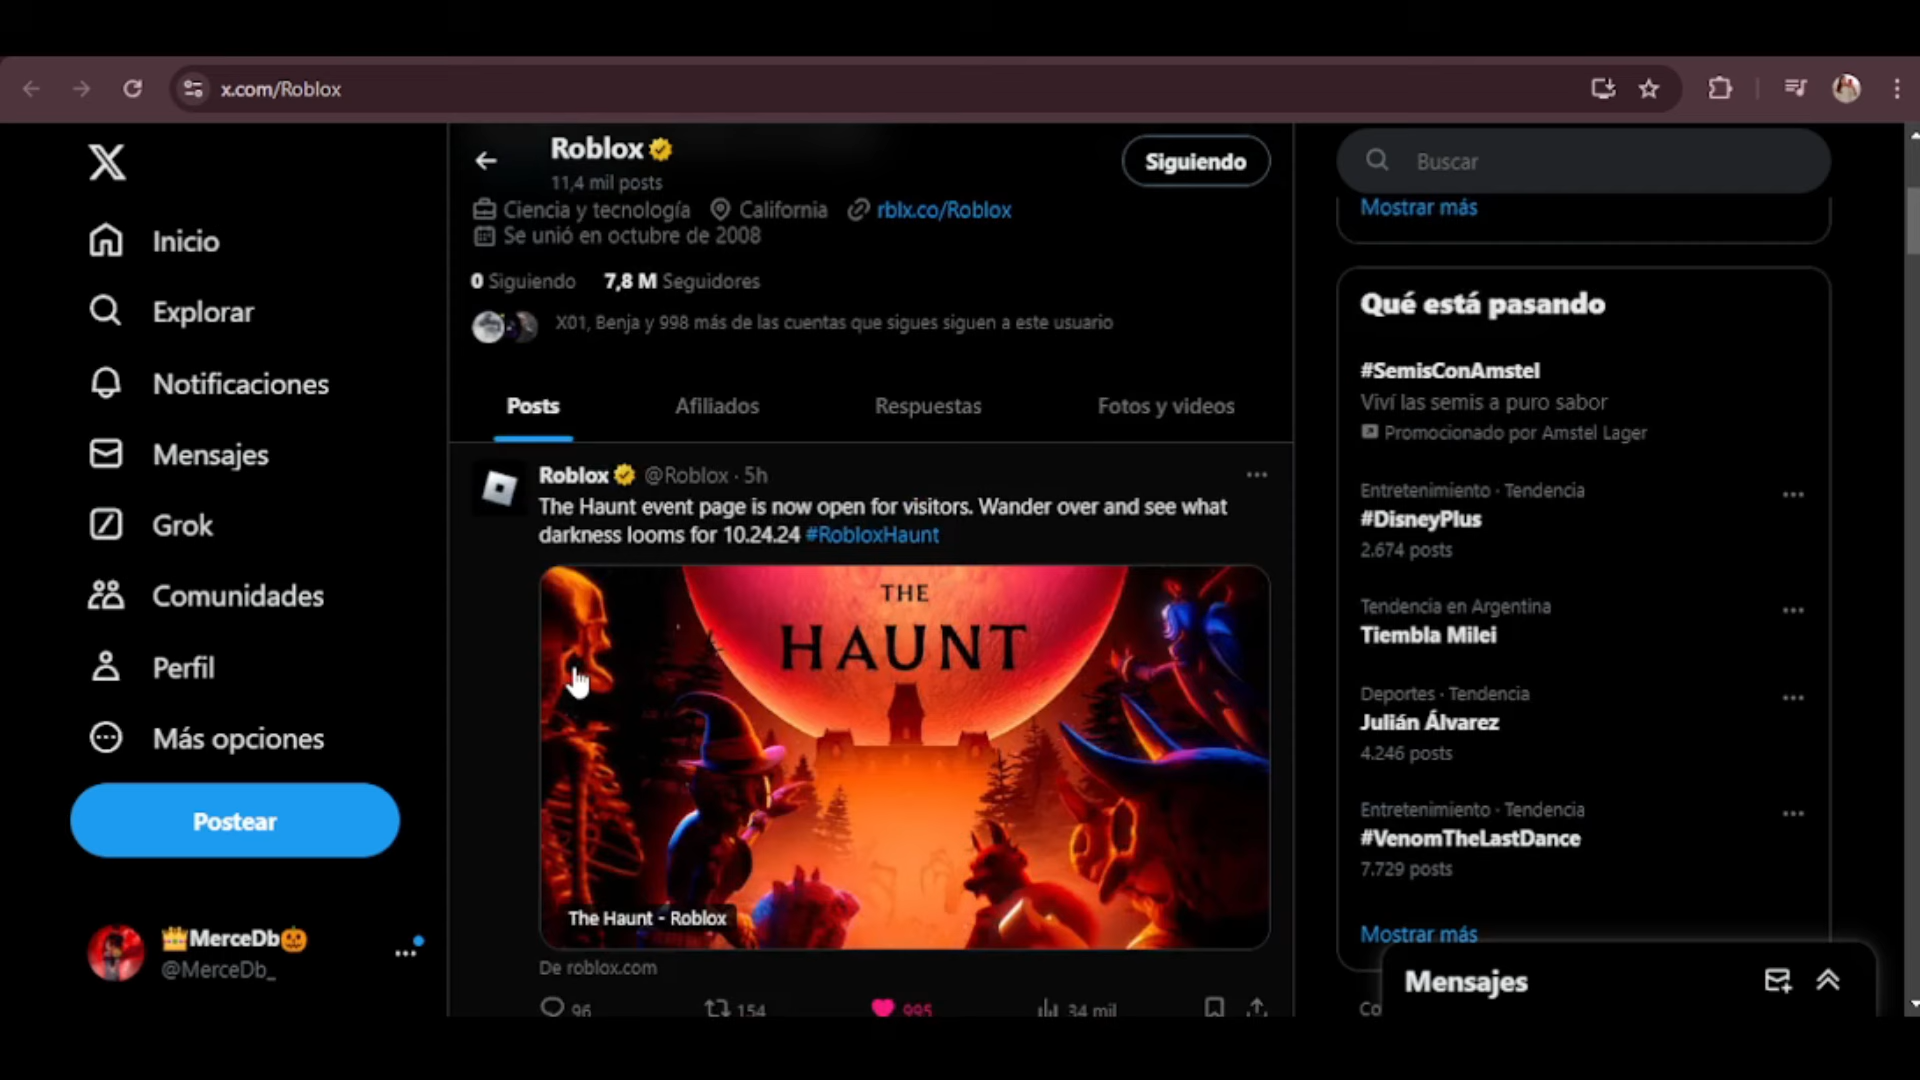 x.com/Roblox
Inicio
Explorar
Notificaciones
Mensajes
Grok
Comunidades
Perfil
Más opciones
Postear
MerceDb
@MerceDb_
Roblox
11,4 mil posts
Siguiendo
Ciencia y tecnología California rblx.co/Roblox
Se unió en octubre de 2008
0 Siguiendo 7,8 M Seguidores
X01, Benja y 998 más de las cuentas que sigues siguen a este usuario
Posts Afiliados Respuestas Fotos y videos
Roblox @Roblox · 5h
The Haunt event page is now open for visitors. Wander over and see what
darkness looms for 10.24.24 #RobloxHaunt
THE
HAUNT
The Haunt - Roblox
De roblox.com
96 154 995 34 mil
Buscar
Mostrar más
Qué está pasando
#SemisConAmstel
Viví las semis a puro sabor
Promocionado por Amstel Lager
Entretenimiento · Tendencia
#DisneyPlus
2.674 posts
Tendencia en Argentina
Tiembla Milei
Deportes · Tendencia
Julián Álvarez
4.246 posts
Entretenimiento · Tendencia
#VenomTheLastDance
7.729 posts
Mostrar más
Mensajes